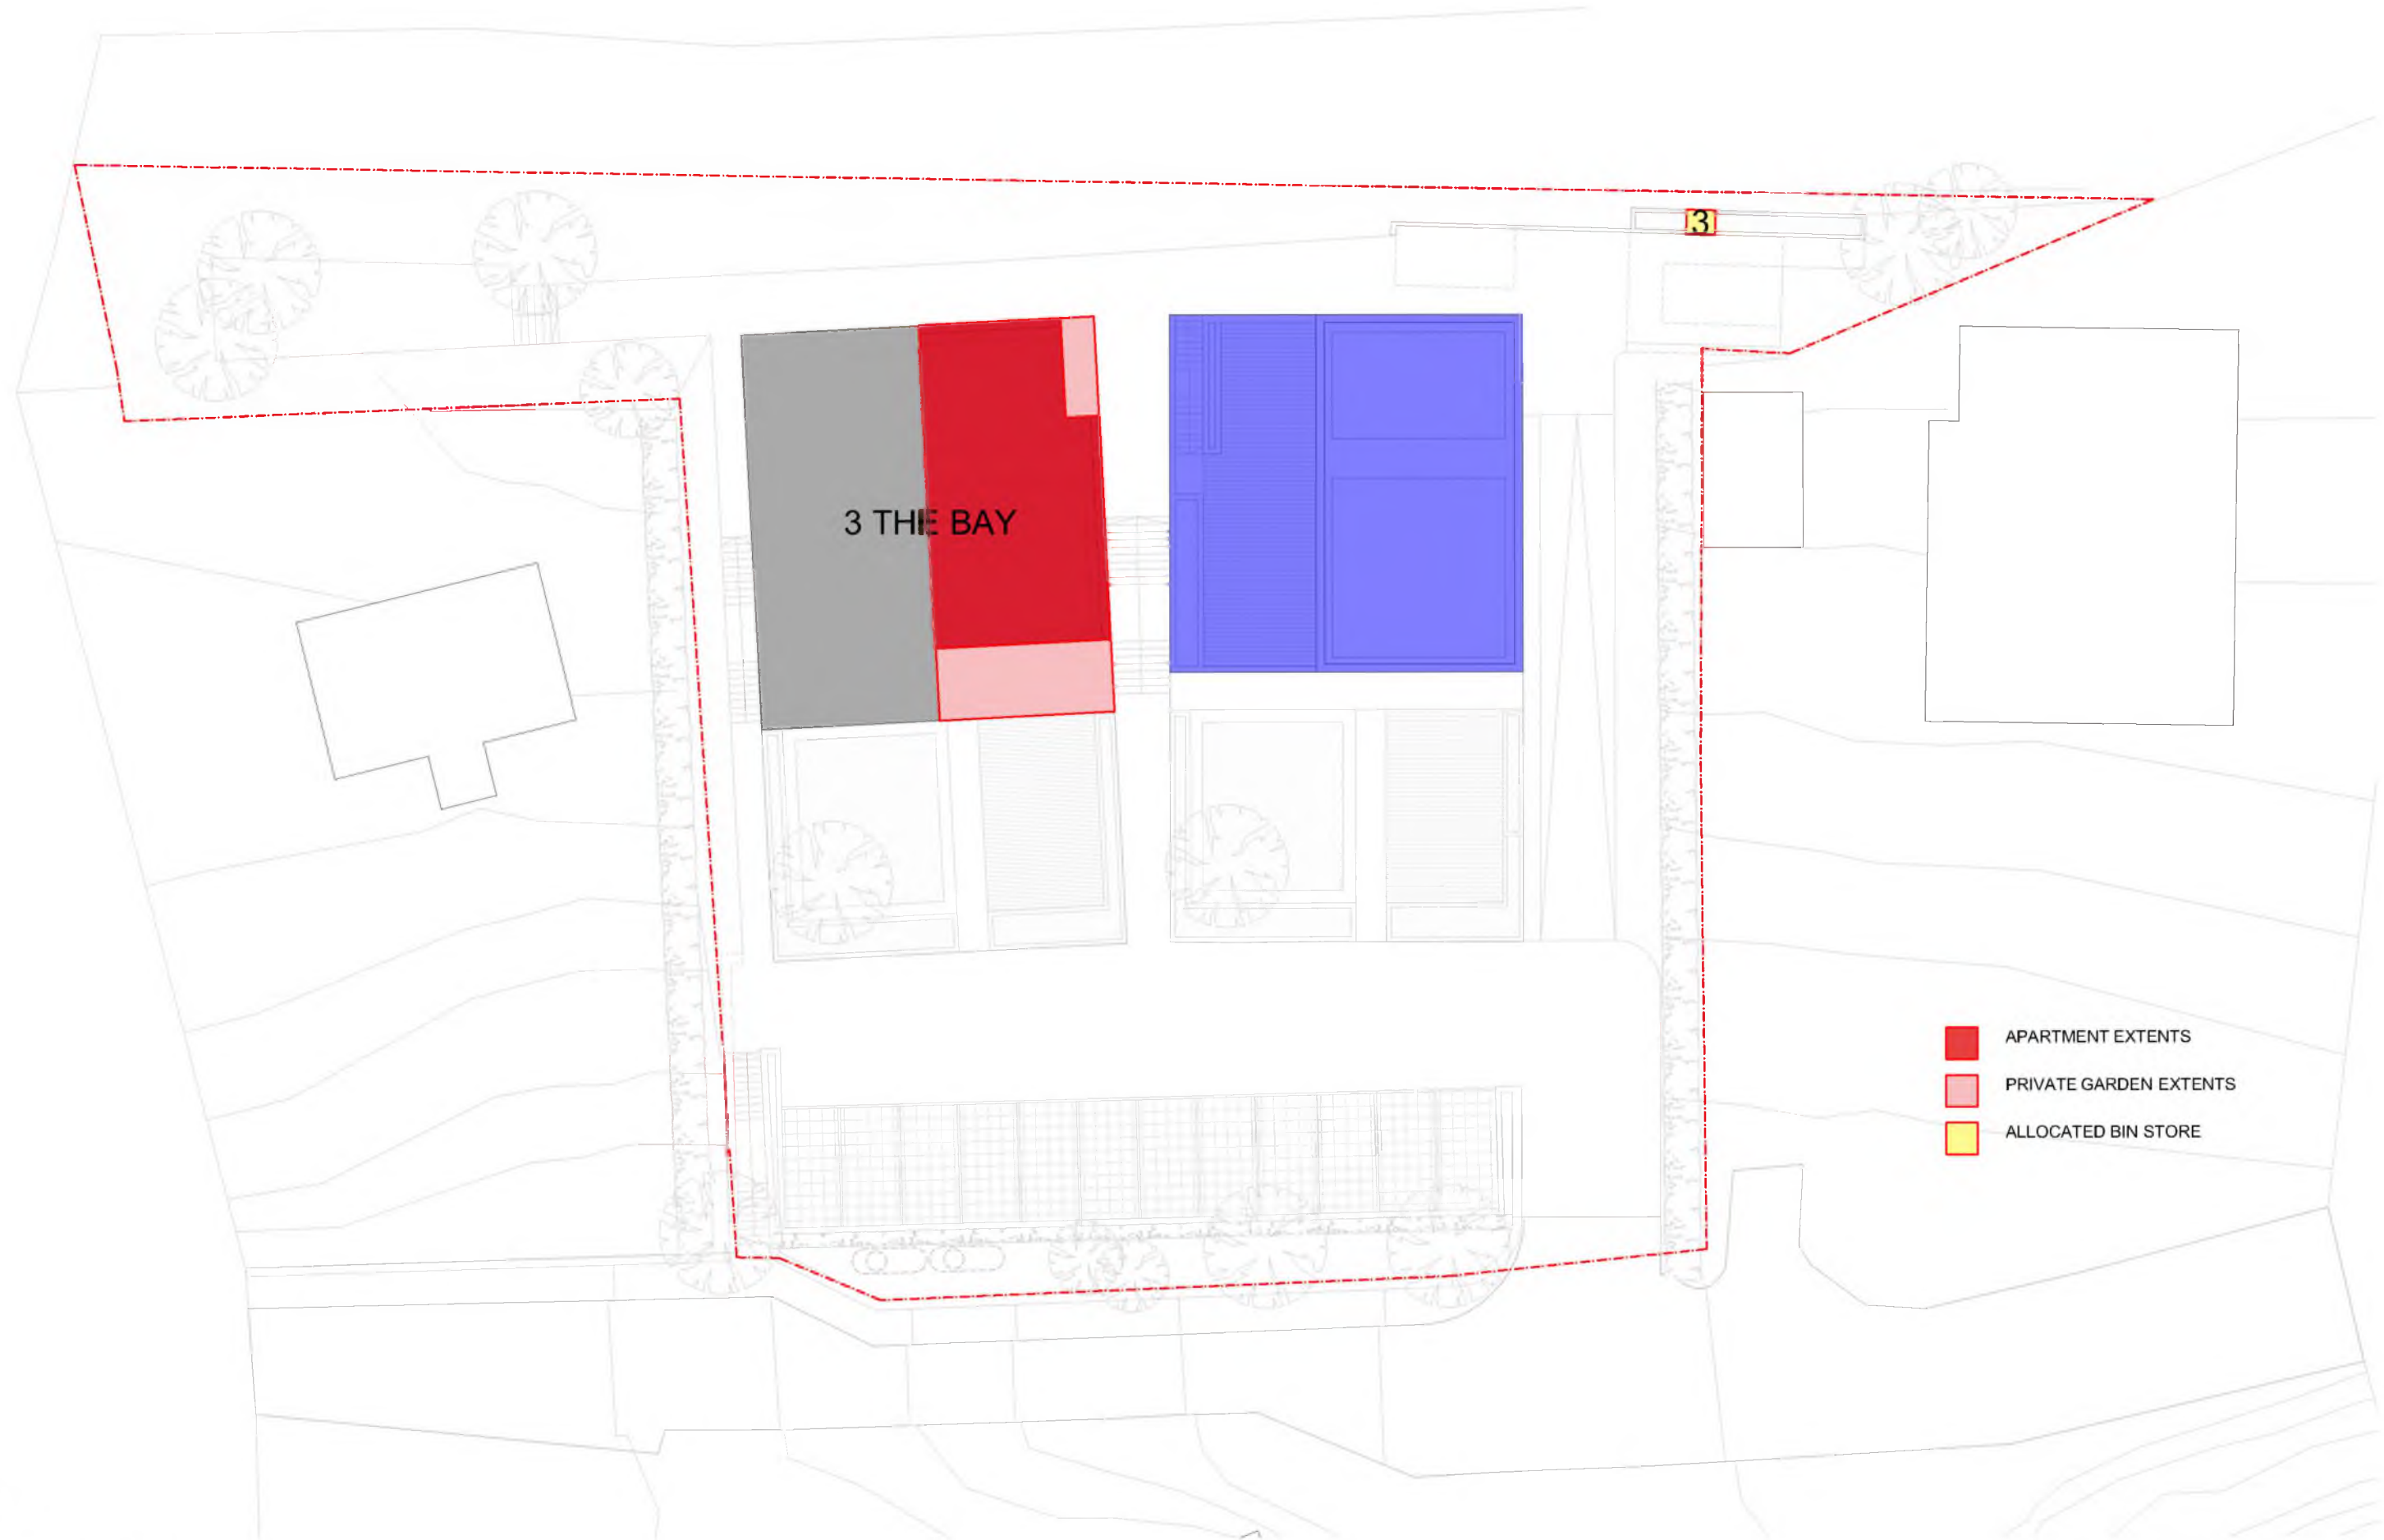 3
3 THE BAY
APARTMENT EXTENTS
PRIVATE GARDEN EXTENTS
ALLOCATED BIN STORE